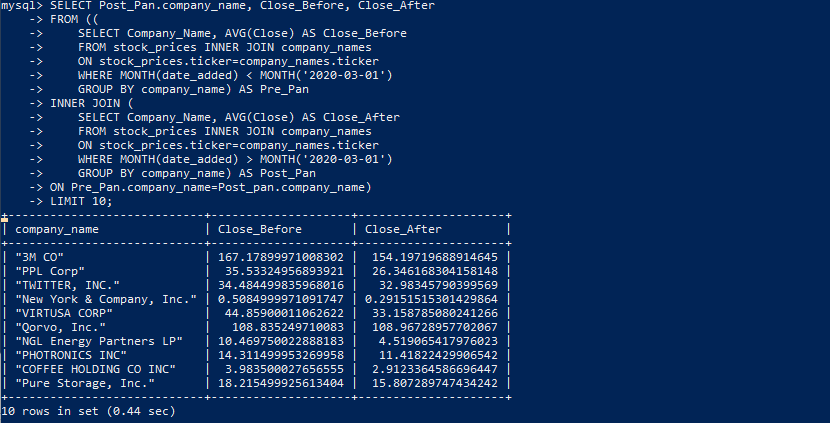 mysql> SELECT Post_Pan.company_name, Close_Before, Close_After
    -> FROM ((
    ->     SELECT Company_Name, AVG(Close) AS Close_Before
    ->     FROM stock_prices INNER JOIN company_names
    ->     ON stock_prices.ticker=company_names.ticker
    ->     WHERE MONTH(date_added) < MONTH('2020-03-01')
    ->     GROUP BY company_name) AS Pre_Pan
    -> INNER JOIN (
    ->     SELECT Company_Name, AVG(Close) AS Close_After
    ->     FROM stock_prices INNER JOIN company_names
    ->     ON stock_prices.ticker=company_names.ticker
    ->     WHERE MONTH(date_added) > MONTH('2020-03-01')
    ->     GROUP BY company_name) AS Post_Pan
    -> ON Pre_Pan.company_name=Post_pan.company_name)
    -> LIMIT 10;
+----------------------------+--------------------+---------------------+
| company_name               | Close_Before       | Close_After         |
+----------------------------+--------------------+---------------------+
| "3M CO"                    | 167.17899971008302 |  154.19719688914645 |
| "PPL Corp"                 |  35.53324956893921 |  26.346168304158148 |
| "TWITTER, INC."            | 34.484499835968016 |   32.98345790399569 |
| "New York & Company, Inc." | 0.5084999971091747 | 0.29151515301429864 |
| "VIRTUSA CORP"             |  44.85900011062622 |  33.158785080241266 |
| "Qorvo, Inc."              |   108.835249710083 |  108.96728957702067 |
| "NGL Energy Partners LP"   | 10.469750022888183 |   4.519065417976023 |
| "PHOTRONICS INC"           | 14.311499953269958 |   11.41822429906542 |
| "COFFEE HOLDING CO INC"    |  3.983500027656555 |  2.9123364586696447 |
| "Pure Storage, Inc."       | 18.215499925613404 |  15.807289747434242 |
+----------------------------+--------------------+---------------------+
10 rows in set (0.44 sec)